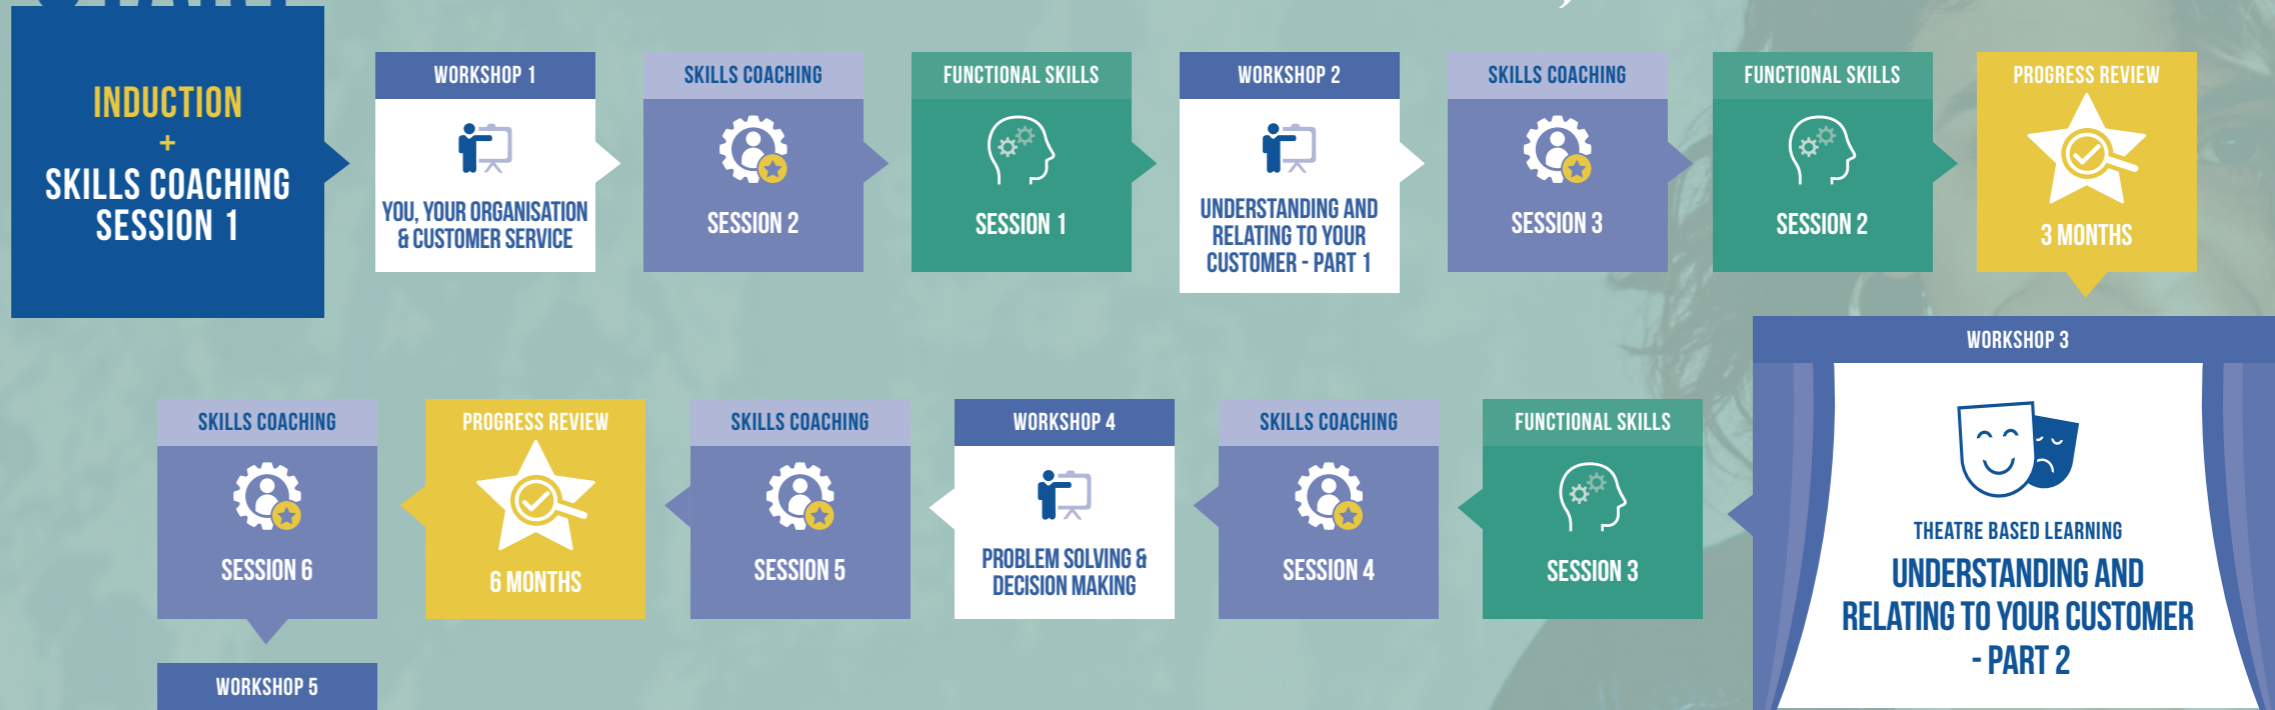 INDUCTION
+
SKILLS COACHING
SESSION 1
WORKSHOP 1
YOU, YOUR ORGANISATION
& CUSTOMER SERVICE
SKILLS COACHING
SESSION 2
FUNCTIONAL SKILLS
SESSION 1
WORKSHOP 2
UNDERSTANDING AND
RELATING TO YOUR
CUSTOMER - PART 1
SKILLS COACHING
SESSION 3
FUNCTIONAL SKILLS
SESSION 2
PROGRESS REVIEW
3 MONTHS
WORKSHOP 3
THEATRE BASED LEARNING
UNDERSTANDING AND
RELATING TO YOUR CUSTOMER
- PART 2
FUNCTIONAL SKILLS
SESSION 3
SKILLS COACHING
SESSION 4
WORKSHOP 4
PROBLEM SOLVING &
DECISION MAKING
SKILLS COACHING
SESSION 5
PROGRESS REVIEW
6 MONTHS
SKILLS COACHING
SESSION 6
WORKSHOP 5